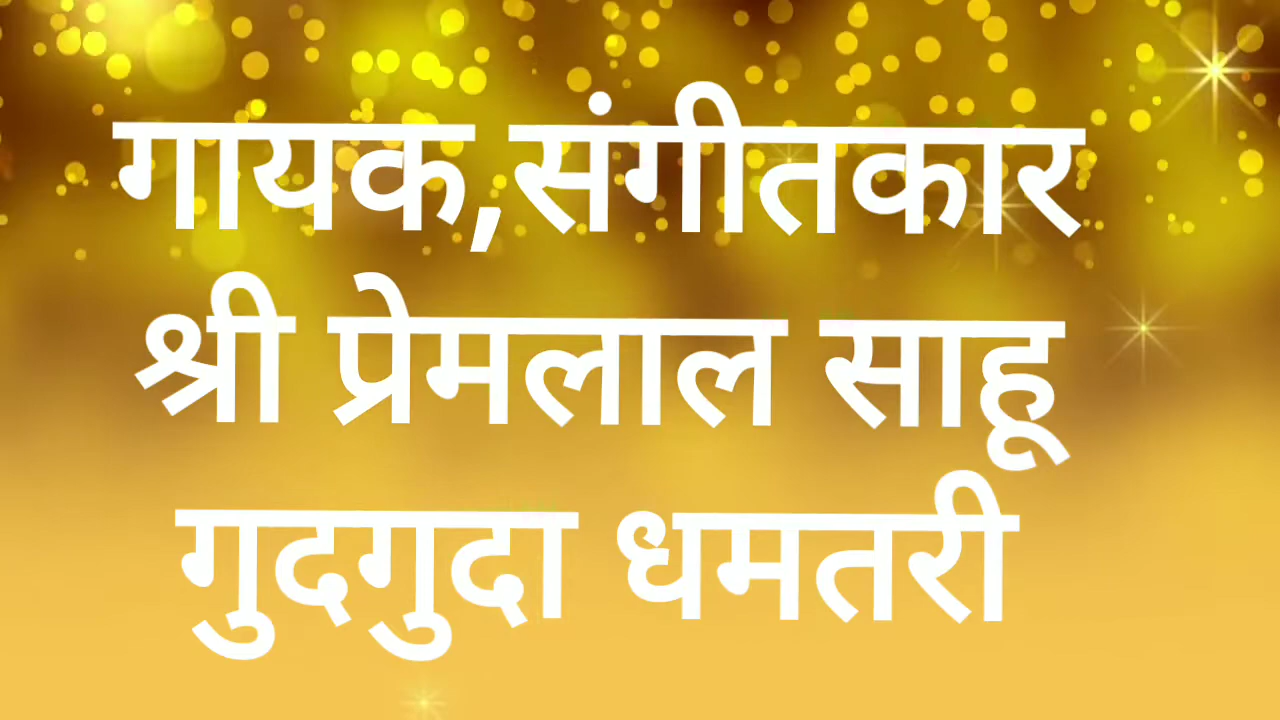 गायक,संगीतकार
श्री प्रेमलाल साहू
गुदगुदा धमतरी